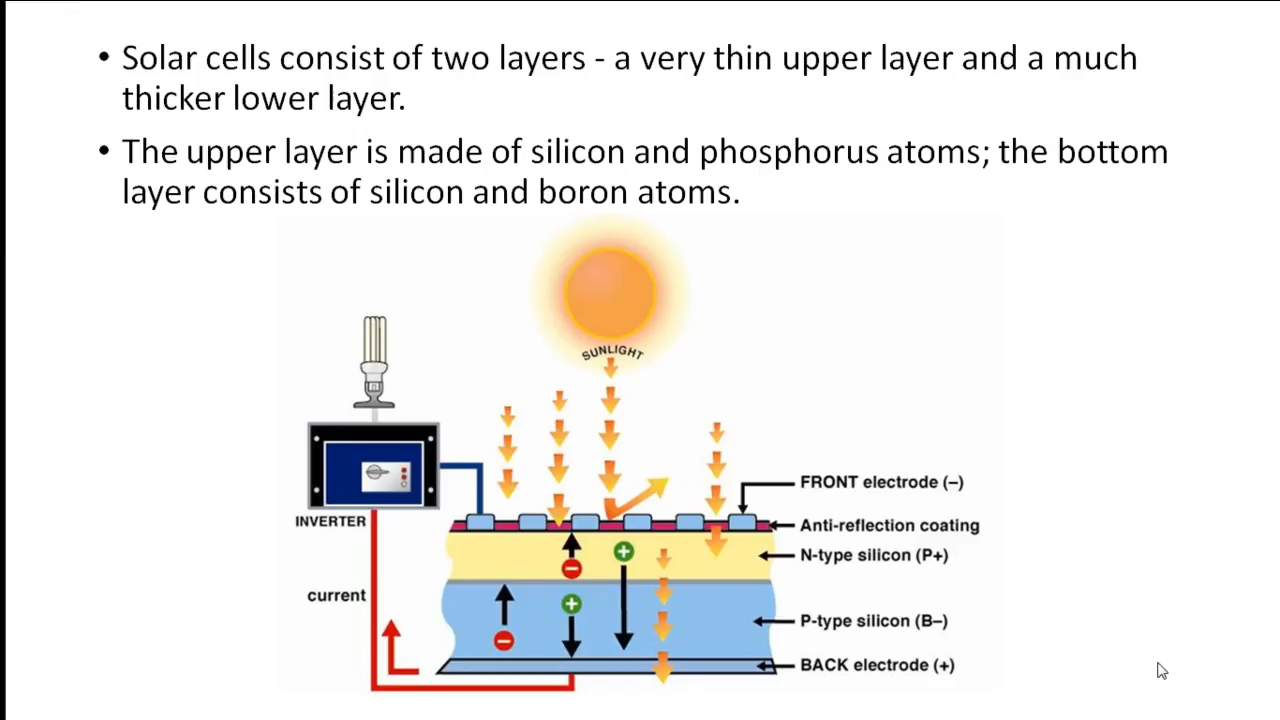 • Solar cells consist of two layers - a very thin upper layer and a much
thicker lower layer.
• The upper layer is made of silicon and phosphorus atoms; the bottom
layer consists of silicon and boron atoms.
SUNLIGHT
FRONT electrode (–)
INVERTER
Anti-reflection coating
N-type silicon (P+)
current
P-type silicon (B–)
BACK electrode (+)